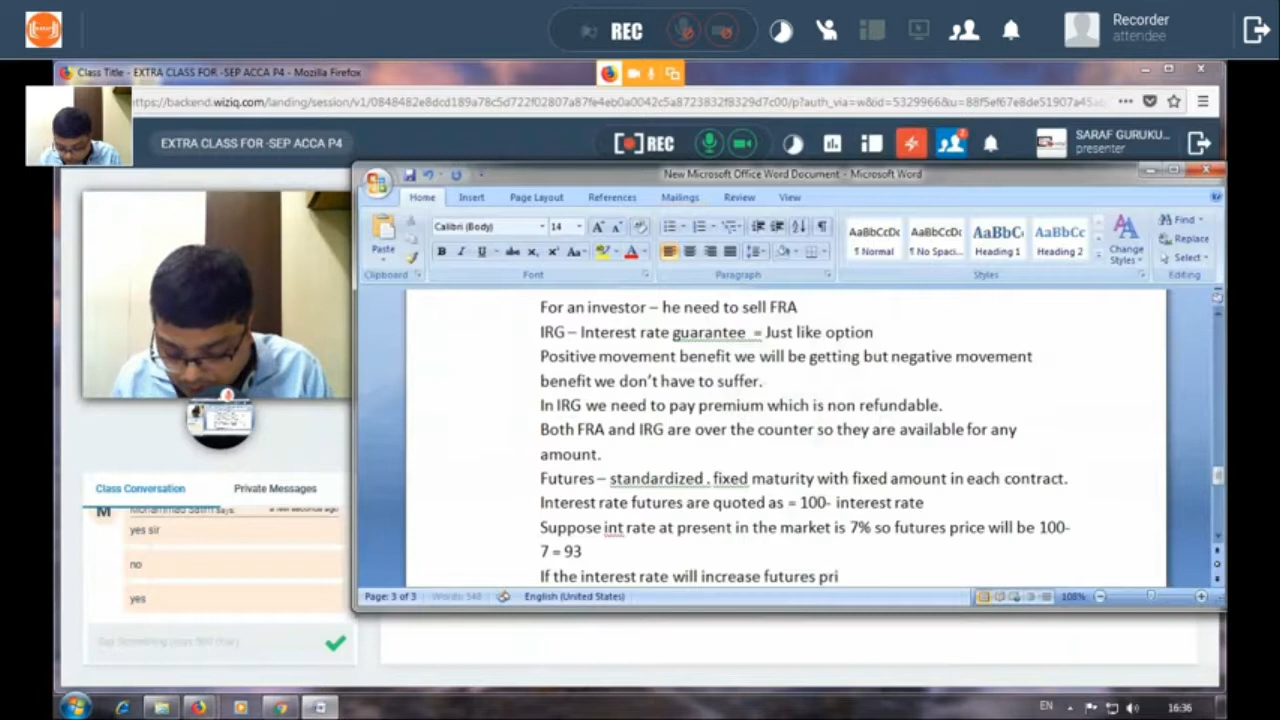 REC
Recorder
attendee
Class Title - EXTRA CLASS FOR -SEP ACCA P4 - Mozilla Firefox
EXTRA CLASS FOR -SEP ACCA P4
REC
SARAF GURUKU...
presenter
New Microsoft Office Word Document - Microsoft Word
Home Insert Page Layout References Mailings Review View
Paste
Calibri (Body) 14
AaBbCcDc AaBbCcDc AaBbC AaBbCc
¶ Normal ¶ No Spaci... Heading 1 Heading 2
Change Styles
Find
Replace
Select
Clipboard Font Paragraph Styles Editing
For an investor – he need to sell FRA
IRG – Interest rate guarantee = Just like option
Positive movement benefit we will be getting but negative movement
benefit we don't have to suffer.
In IRG we need to pay premium which is non refundable.
Both FRA and IRG are over the counter so they are available for any
amount.
Futures – standardized . fixed maturity with fixed amount in each contract.
Interest rate futures are quoted as = 100- interest rate
Suppose int rate at present in the market is 7% so futures price will be 100-
7 = 93
If the interest rate will increase futures pri
Page: 3 of 3 Words: 548 English (United States) 108%
Class Conversation Private Messages
Mohammad Salim says: a few seconds ago
yes sir
no
yes
EN 16:36